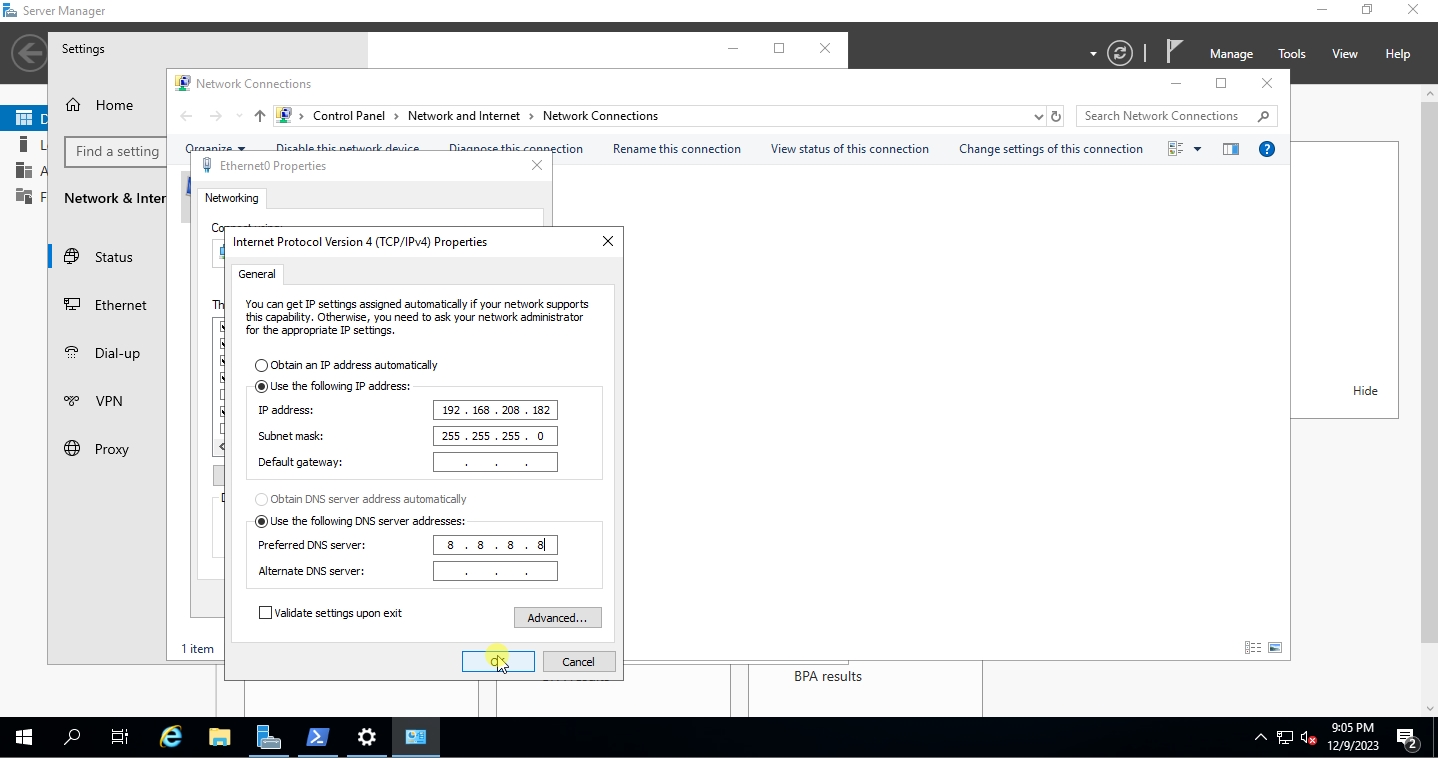 Server Manager
Manage Tools View Help
Settings
Home
Find a setting
Network & Inter
Status
Ethernet
Dial-up
VPN
Proxy
Network Connections
Control Panel > Network and Internet > Network Connections
Search Network Connections
Organize Disable this network device Diagnose this connection Rename this connection View status of this connection Change settings of this connection
Ethernet0 Properties
Networking
Connect using:
Th
Internet Protocol Version 4 (TCP/IPv4) Properties
General
You can get IP settings assigned automatically if your network supports
this capability. Otherwise, you need to ask your network administrator
for the appropriate IP settings.
Obtain an IP address automatically
Use the following IP address:
IP address: 192 . 168 . 208 . 182
Subnet mask: 255 . 255 . 255 . 0
Default gateway: . . .
Obtain DNS server address automatically
Use the following DNS server addresses:
Preferred DNS server: 8 . 8 . 8 . 8
Alternate DNS server: . . .
Validate settings upon exit
Advanced...
Cancel
Hide
1 item
BPA results
9:05 PM
12/9/2023
2